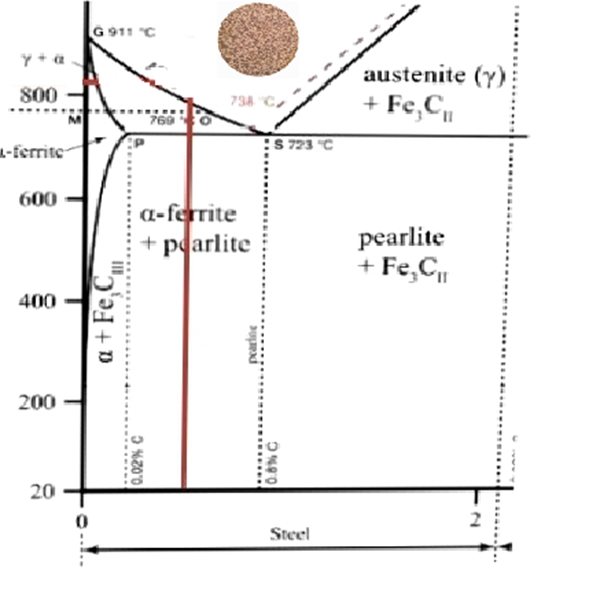 G 911 °C
γ + α
austenite (γ)
+ Fe3CII
800
738 °C
M
769 °C O
α-ferrite
P
S 723 °C
600
α-ferrite
+ pearlite
pearlite
+ Fe3CII
α + Fe3CIII
400
pearlite
200
0.02% C
0.8% C
20
0
2
Steel